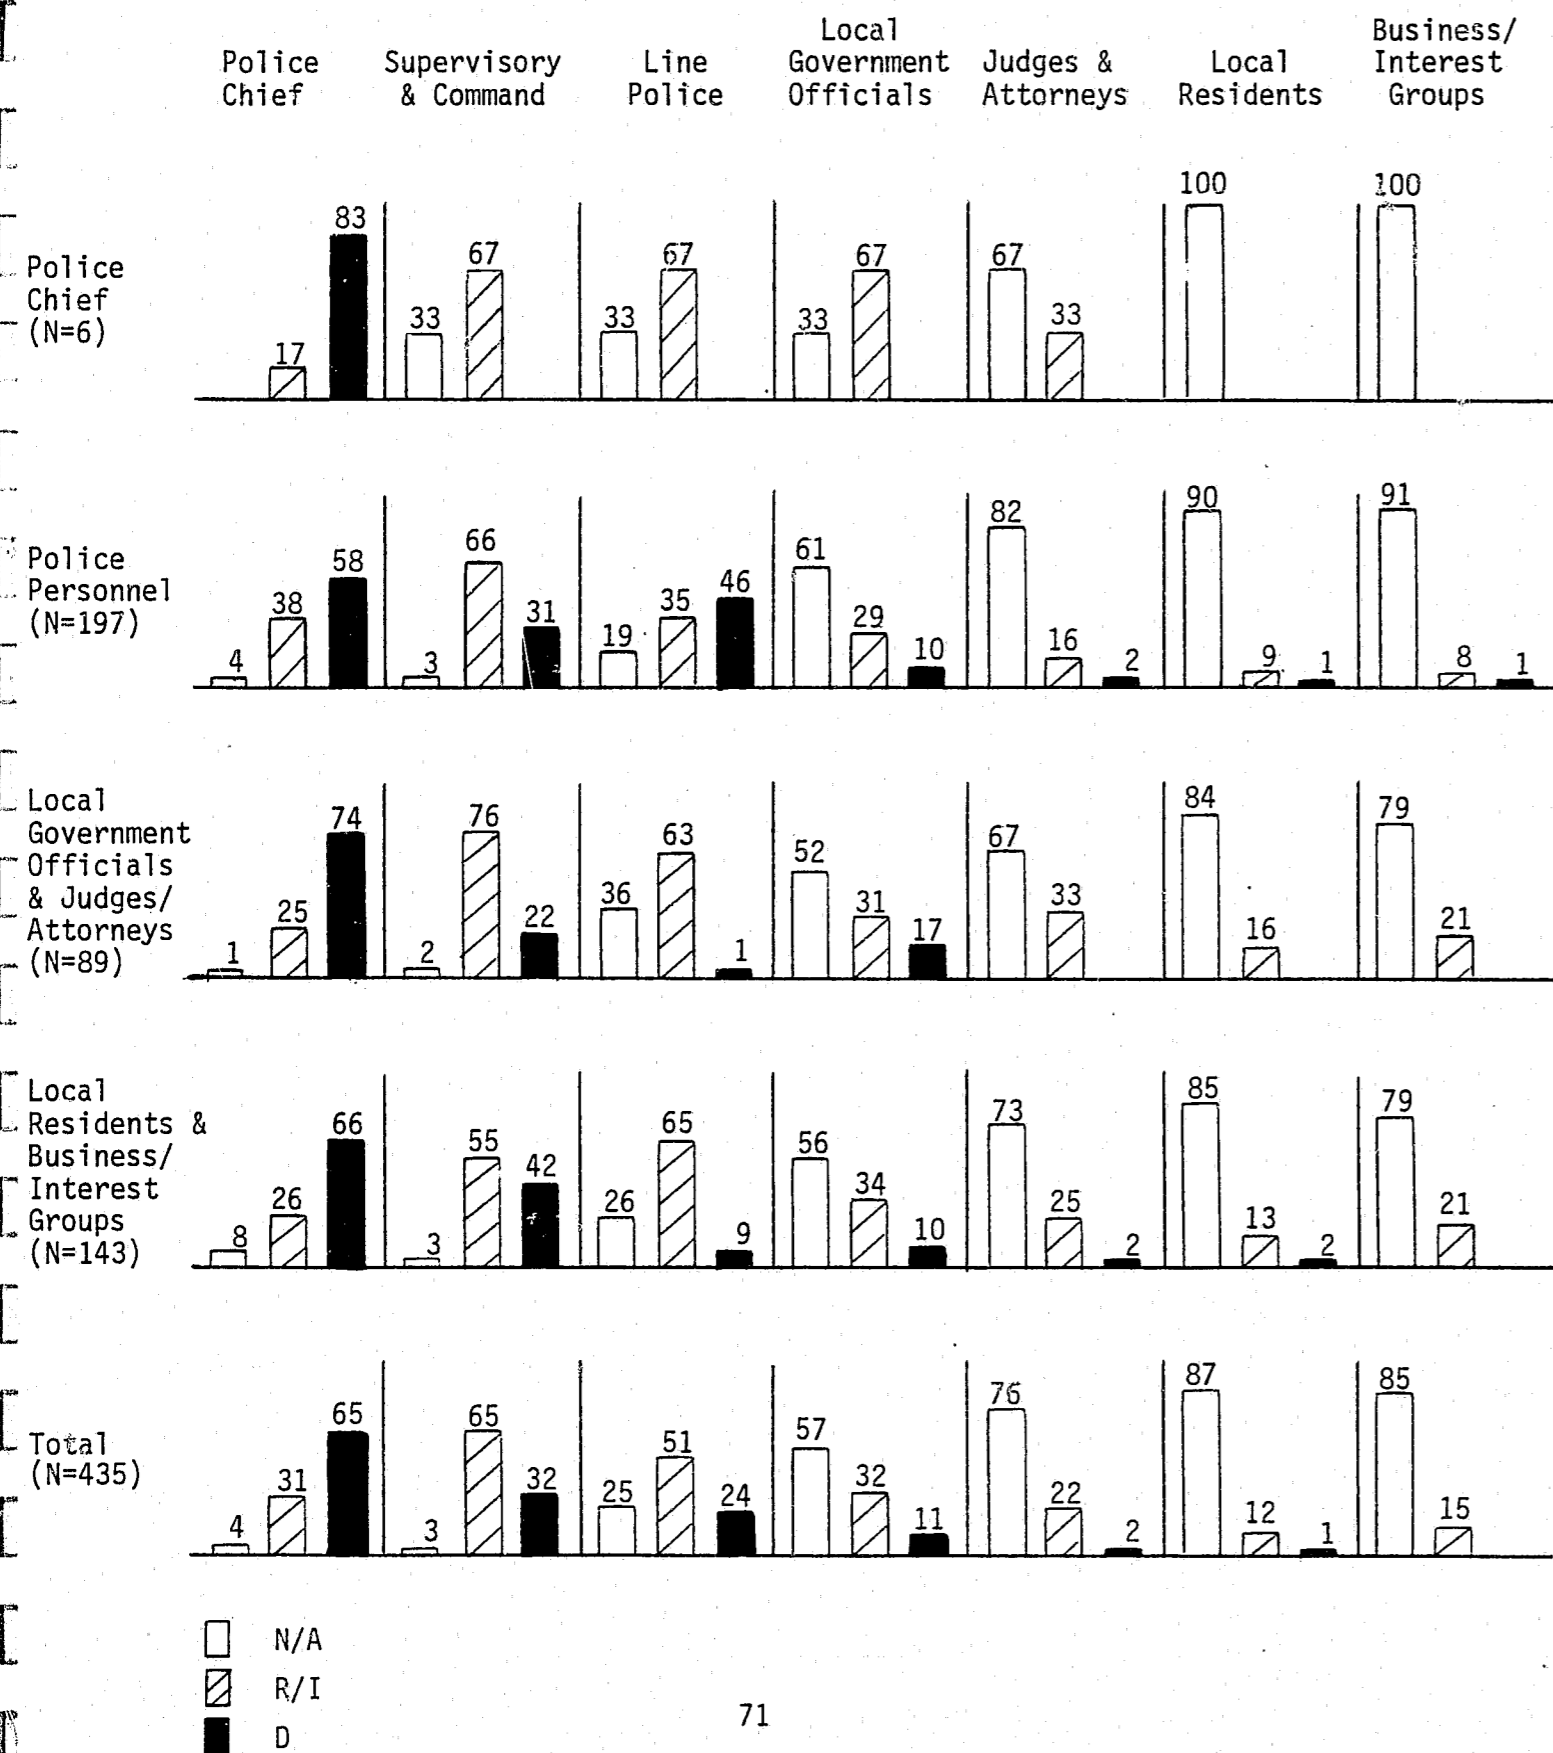 Local
Business/
Police
Supervisory
Line
Government
Judges &
Local
Interest
Chief
& Command
Police
Officials
Attorneys
Residents
Groups
Police
Chief
(N=6)
17 83 33 67 33 67 33 67 67 33 100 100
Police
Personnel
(N=197)
4 38 58 3 66 31 19 35 46 61 29 10 82 16 2 90 9 1 91 8 1
Local
Government
Officials
& Judges/
Attorneys
(N=89)
1 25 74 2 76 22 36 63 1 52 31 17 67 33 84 16 79 21
Local
Residents &
Business/
Interest
Groups
(N=143)
8 26 66 3 55 42 26 65 9 56 34 10 73 25 2 85 13 2 79 21
Total
(N=435)
4 31 65 3 65 32 25 51 24 57 32 11 76 22 2 87 12 1 85 15
N/A
R/I
D
71